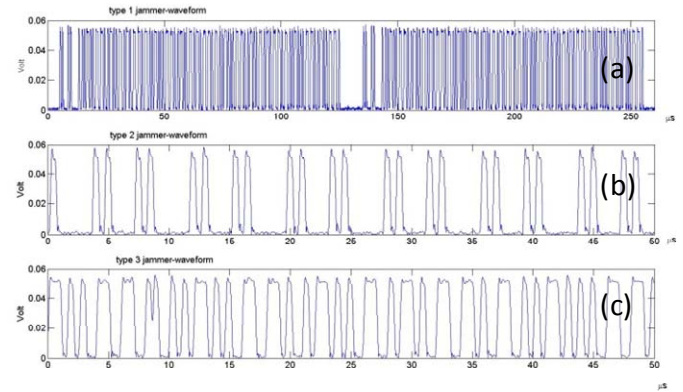 type 1 jammer-waveform
0.06
0.04
0.02
0
Volt
(a)
0 50 100 150 200 250
µS
type 2 jammer-waveform
0.06
0.04
0.02
0
Volt
(b)
0 5 10 15 20 25 30 35 40 45 50 55 60
µs
type 3 jammer-waveform
0.06
0.04
0.02
0
Volt
(c)
0 5 10 15 20 25 30 35 40 45 50
µS